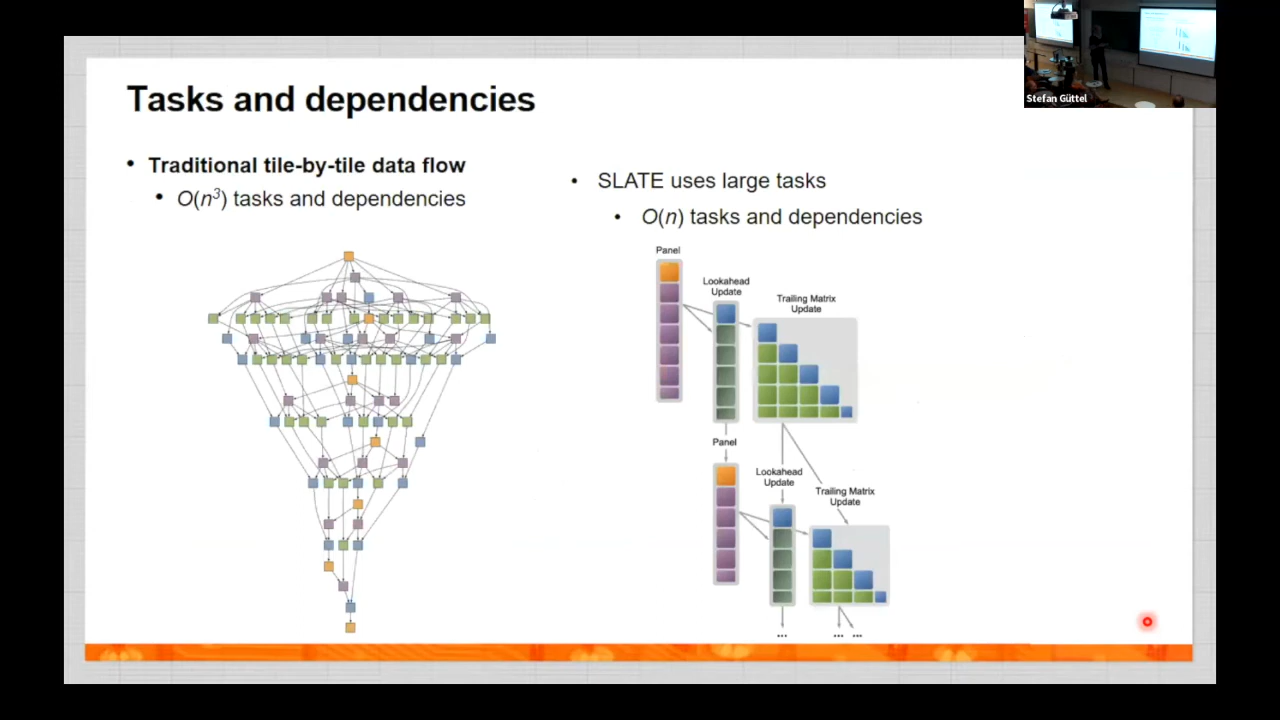 Stefan Güttel
Tasks and dependencies
• Traditional tile-by-tile data flow
• O(n³) tasks and dependencies
• SLATE uses large tasks
• O(n) tasks and dependencies
Panel
Lookahead
Update
Trailing Matrix
Update
Panel
Lookahead
Update
Trailing Matrix
Update
...
... ...